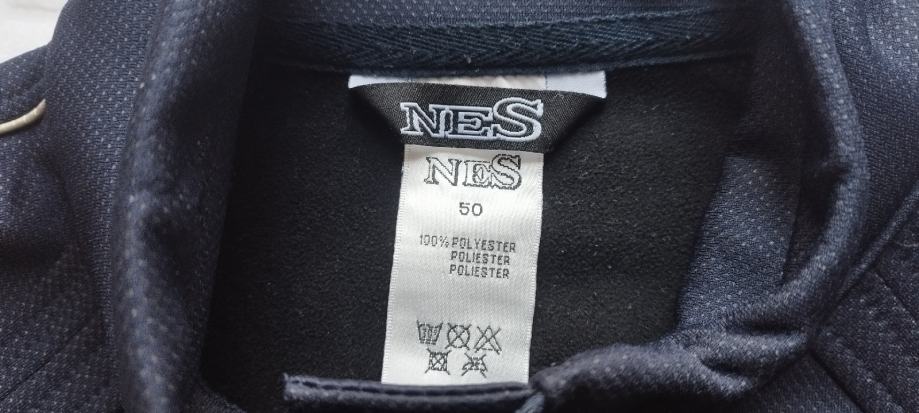 NES
NES
50
100% POLYESTER
POLIESTER
POLIESTER